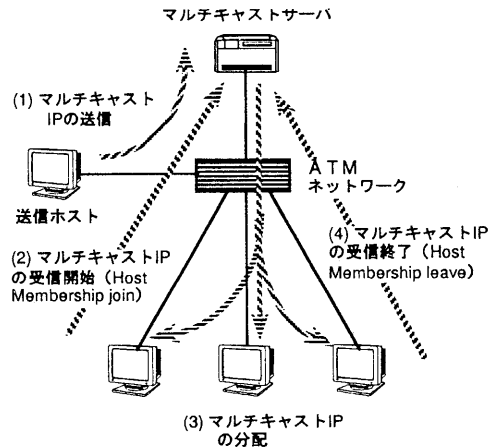 マルチキャストサーバ
(1) マルチキャスト
IPの送信
ATM
ネットワーク
送信ホスト
(2) マルチキャストIP
の受信開始（Host
Membership join）
(4) マルチキャストIP
の受信終了（Host
Membership leave）
(3) マルチキャストIP
の分配